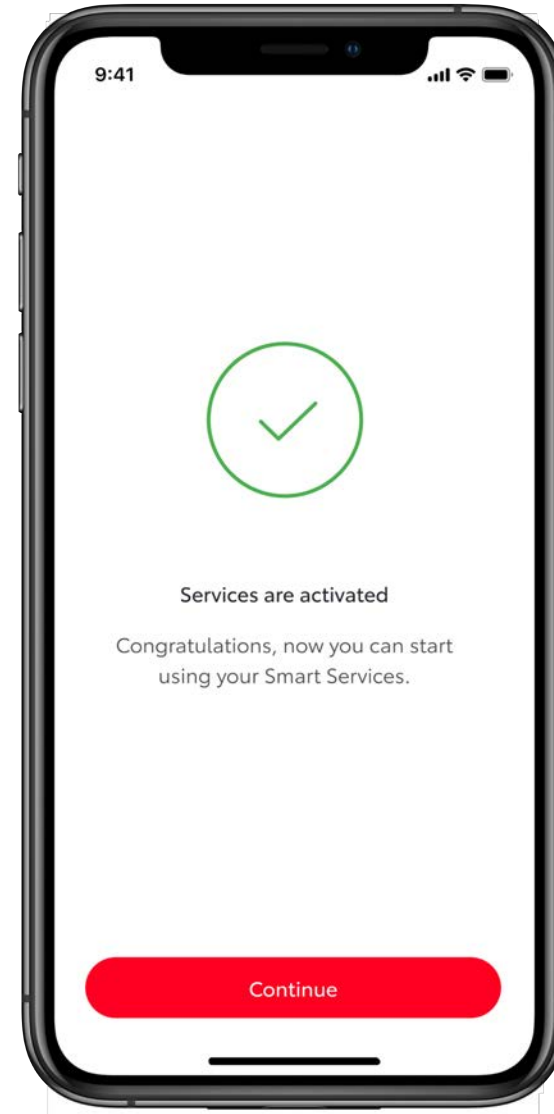 9:41
Services are activated
Congratulations, now you can start
using your Smart Services.
Continue